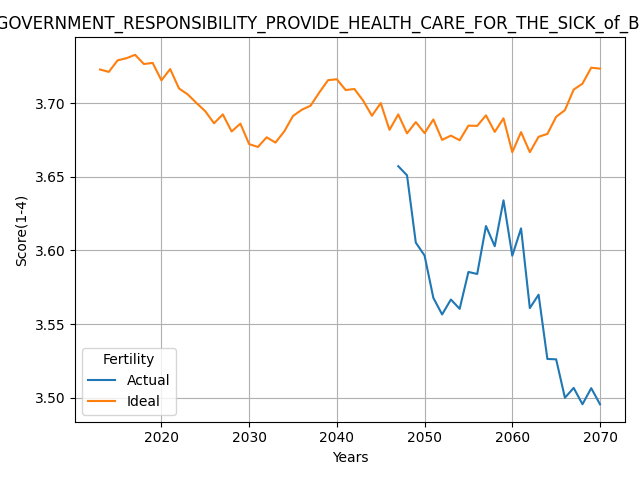 GOVERNMENT_RESPONSIBILITY_PROVIDE_HEALTH_CARE_FOR_THE_SICK_of_B
Score(1-4)
3.70
3.65
3.60
3.55
3.50
Fertility
Actual
Ideal
2020 2030 2040 2050 2060 2070
Years